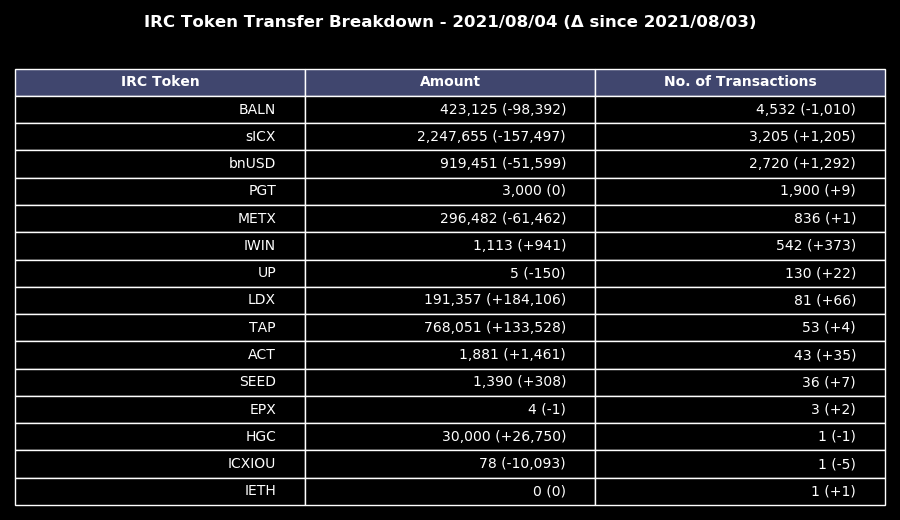 IRC Token Transfer Breakdown - 2021/08/04 (Δ since 2021/08/03)
IRC Token Amount No. of Transactions
BALN 423,125 (-98,392) 4,532 (-1,010)
sICX 2,247,655 (-157,497) 3,205 (+1,205)
bnUSD 919,451 (-51,599) 2,720 (+1,292)
PGT 3,000 (0) 1,900 (+9)
METX 296,482 (-61,462) 836 (+1)
IWIN 1,113 (+941) 542 (+373)
UP 5 (-150) 130 (+22)
LDX 191,357 (+184,106) 81 (+66)
TAP 768,051 (+133,528) 53 (+4)
ACT 1,881 (+1,461) 43 (+35)
SEED 1,390 (+308) 36 (+7)
EPX 4 (-1) 3 (+2)
HGC 30,000 (+26,750) 1 (-1)
ICXIOU 78 (-10,093) 1 (-5)
IETH 0 (0) 1 (+1)